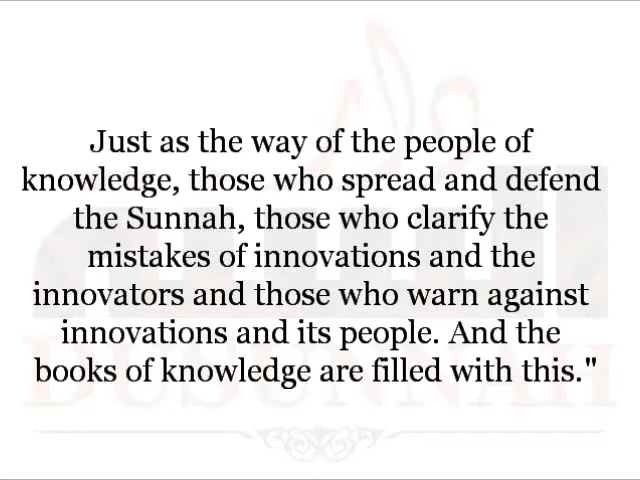 Just as the way of the people of
knowledge, those who spread and defend
the Sunnah, those who clarify the
mistakes of innovations and the
innovators and those who warn against
innovations and its people. And the
books of knowledge are filled with this."